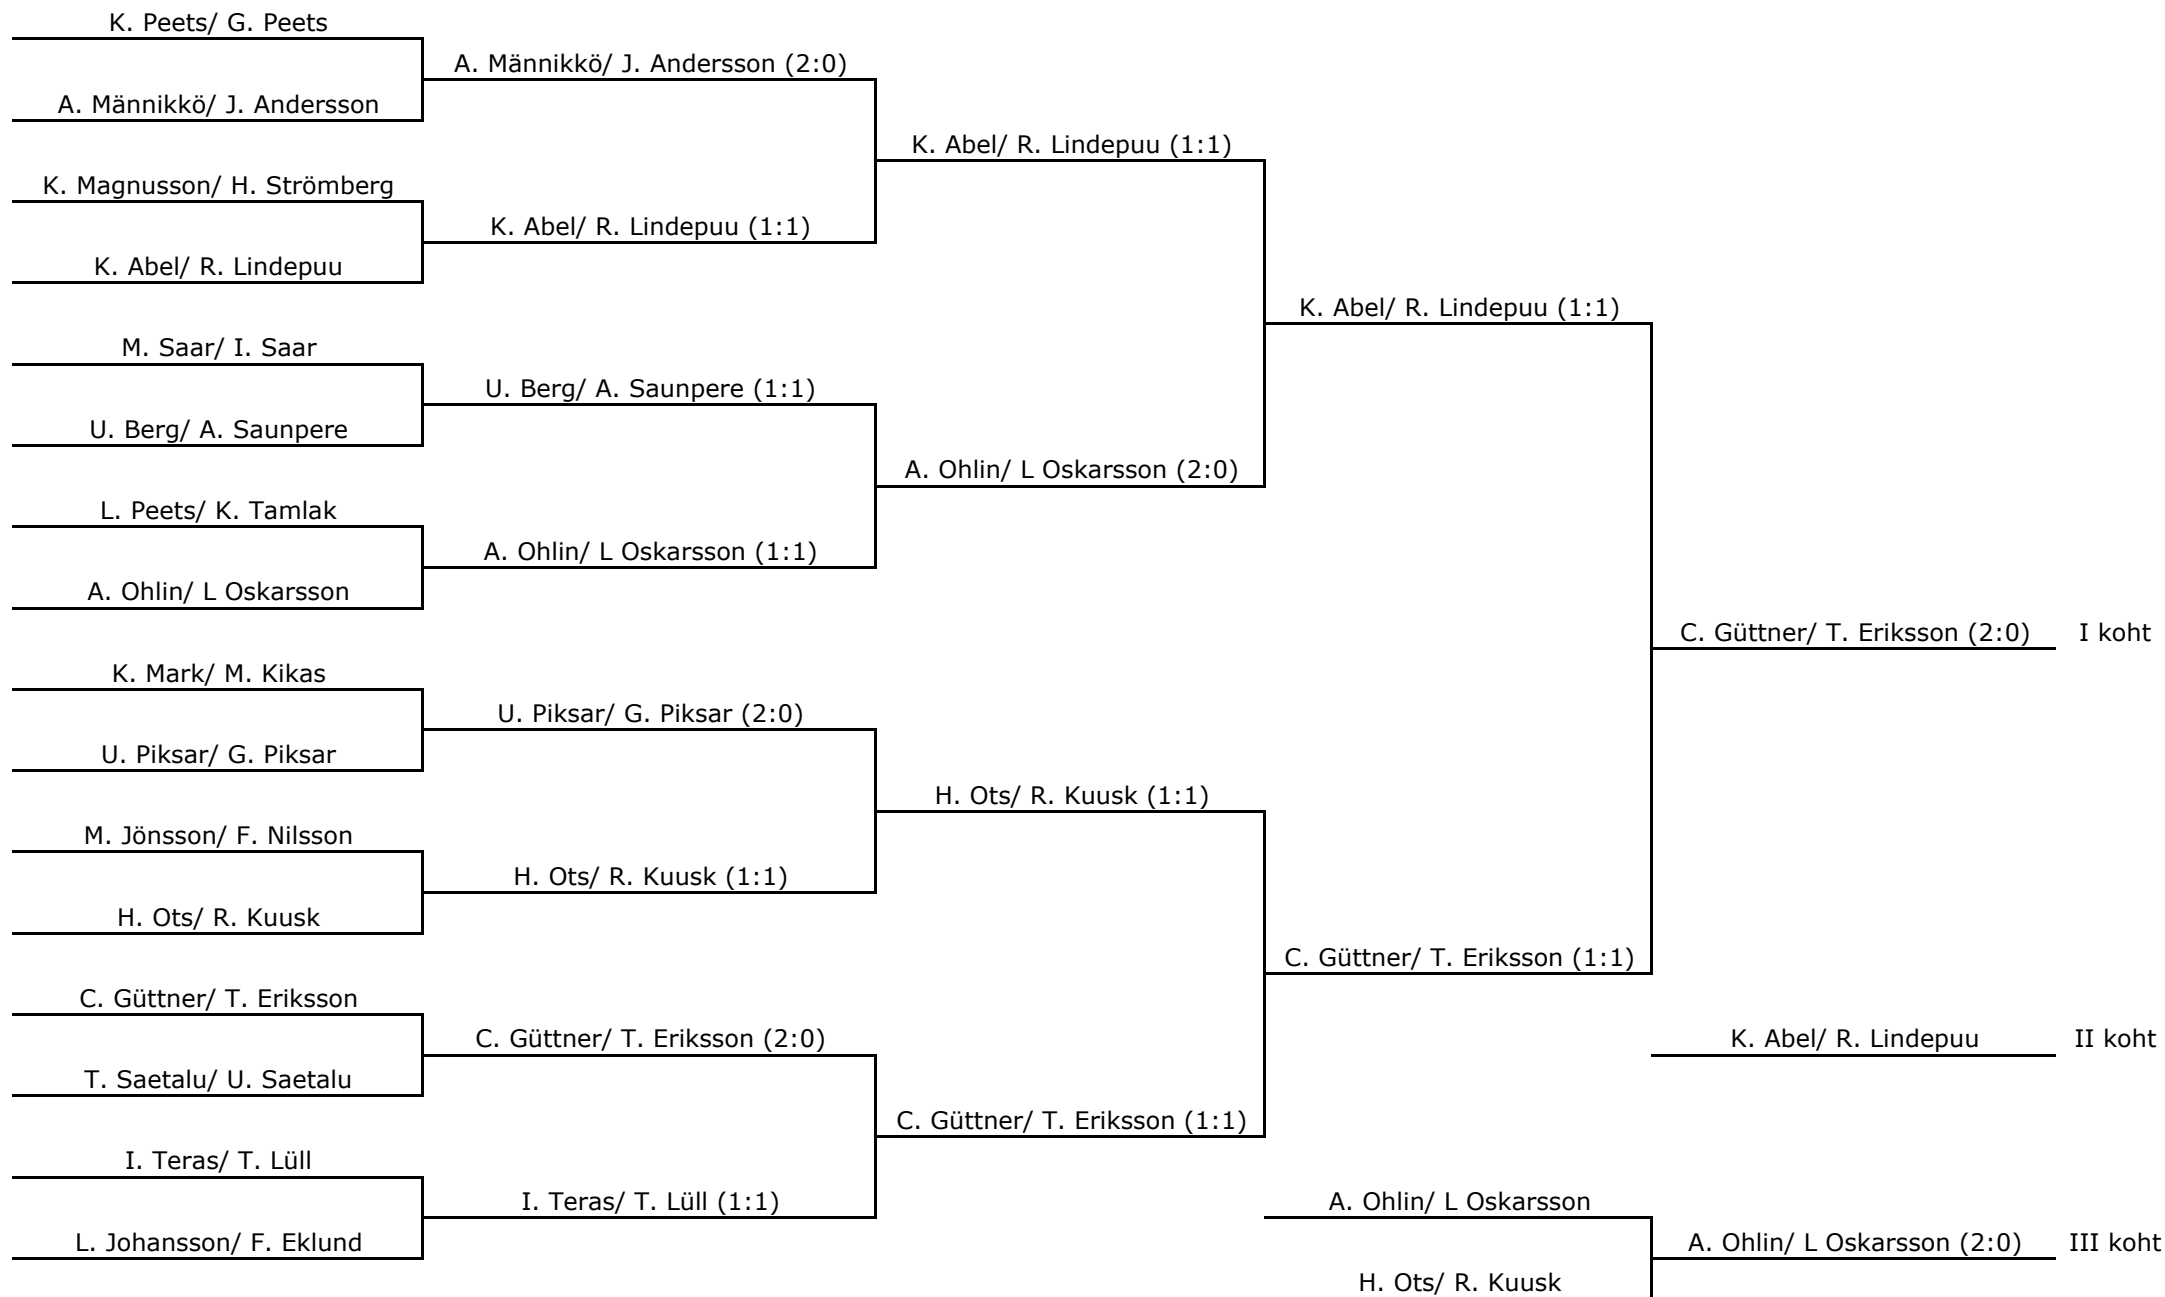 K. Peets/ G. Peets
A. Männikkö/ J. Andersson (2:0)
A. Männikkö/ J. Andersson
K. Abel/ R. Lindepuu (1:1)
K. Magnusson/ H. Strömberg
K. Abel/ R. Lindepuu (1:1)
K. Abel/ R. Lindepuu
K. Abel/ R. Lindepuu (1:1)
M. Saar/ I. Saar
U. Berg/ A. Saunpere (1:1)
U. Berg/ A. Saunpere
A. Ohlin/ L Oskarsson (2:0)
L. Peets/ K. Tamlak
A. Ohlin/ L Oskarsson (1:1)
A. Ohlin/ L Oskarsson
C. Güttner/ T. Eriksson (2:0) I koht
K. Mark/ M. Kikas
U. Piksar/ G. Piksar (2:0)
U. Piksar/ G. Piksar
H. Ots/ R. Kuusk (1:1)
M. Jönsson/ F. Nilsson
H. Ots/ R. Kuusk (1:1)
H. Ots/ R. Kuusk
C. Güttner/ T. Eriksson (1:1)
C. Güttner/ T. Eriksson
C. Güttner/ T. Eriksson (2:0)
K. Abel/ R. Lindepuu II koht
T. Saetalu/ U. Saetalu
C. Güttner/ T. Eriksson (1:1)
I. Teras/ T. Lüll
I. Teras/ T. Lüll (1:1)
A. Ohlin/ L Oskarsson
L. Johansson/ F. Eklund
A. Ohlin/ L Oskarsson (2:0) III koht
H. Ots/ R. Kuusk